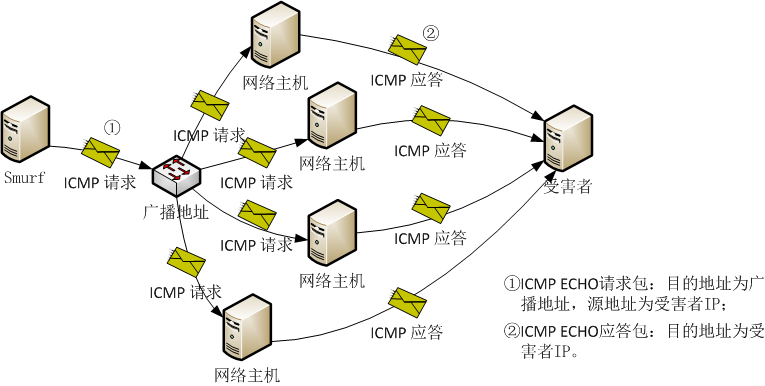 ②
网络主机
ICMP 应答
①
ICMP 请求
网络主机
ICMP 应答
Smurf
ICMP 请求
ICMP 请求
受害者
广播地址
ICMP 请求
网络主机
ICMP 应答
ICMP 请求
网络主机
ICMP 应答
①ICMP ECHO请求包：目的地址为广
播地址，源地址为受害者IP；
②ICMP ECHO应答包：目的地址为受
害者IP。